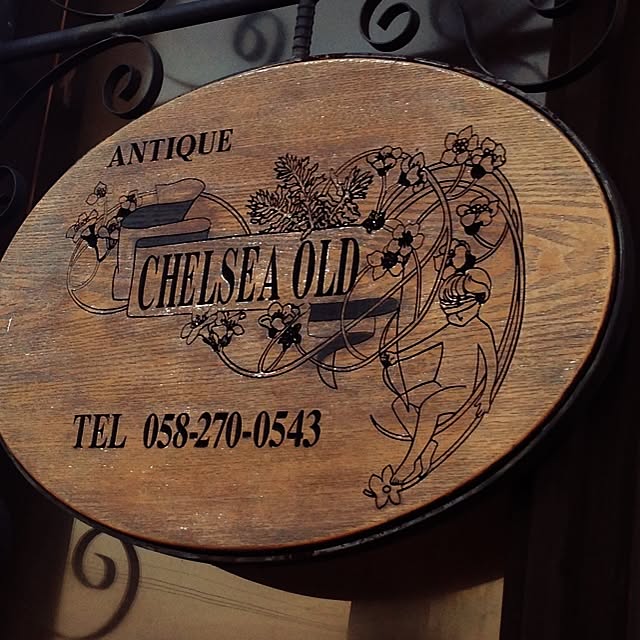 ANTIQUE
CHELSEA OLD
TEL 058-270-0543